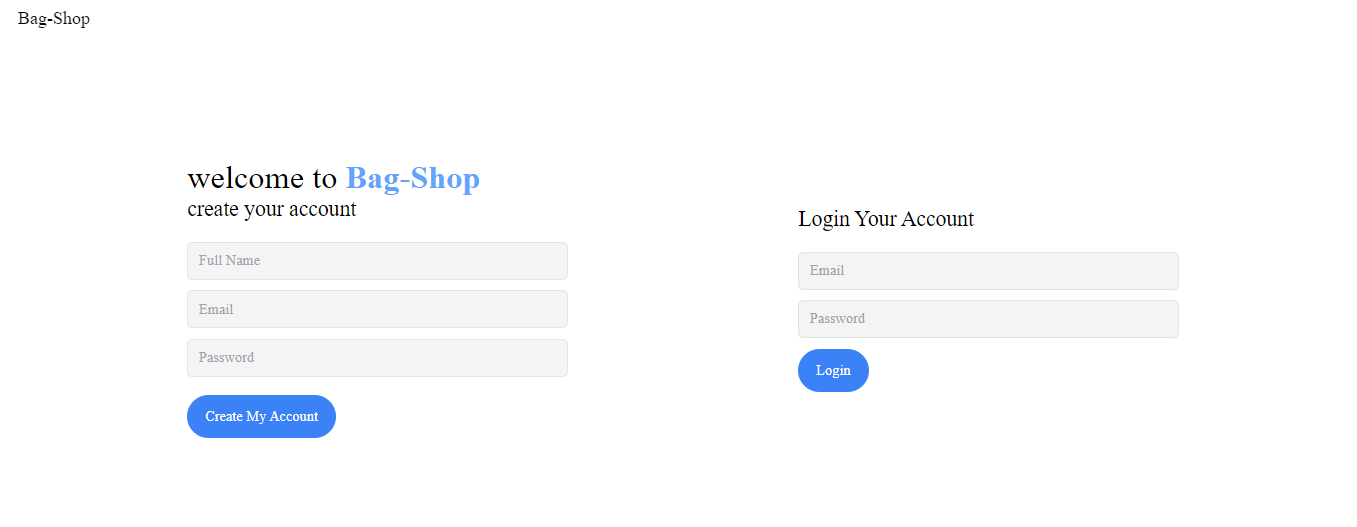 Bag-Shop
welcome to Bag-Shop
create your account
Full Name
Email
Password
Create My Account
Login Your Account
Email
Password
Login